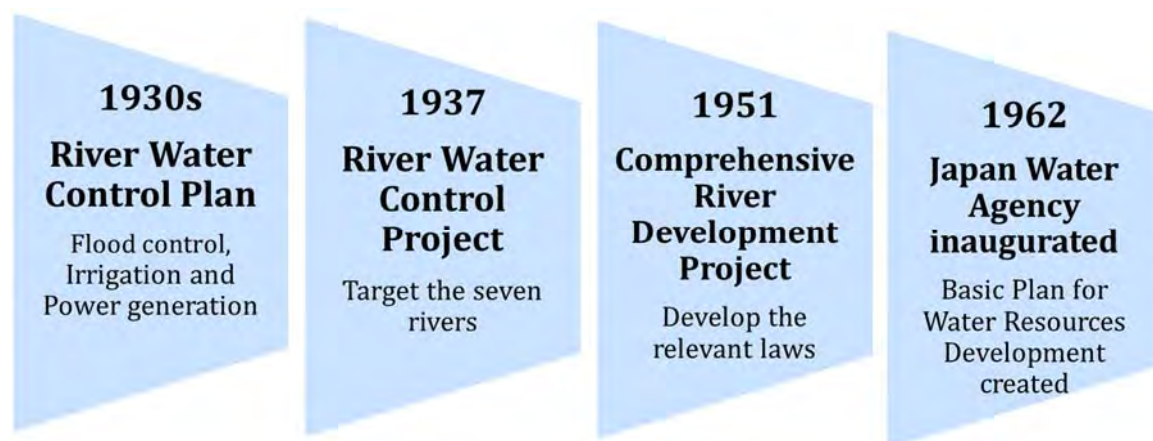 1930s
River Water
Control Plan
Flood control,
Irrigation and
Power generation
1937
River Water
Control
Project
Target the seven
rivers
1951
Comprehensive
River
Development
Project
Develop the
relevant laws
1962
Japan Water
Agency
inaugurated
Basic Plan for
Water Resources
Development
created